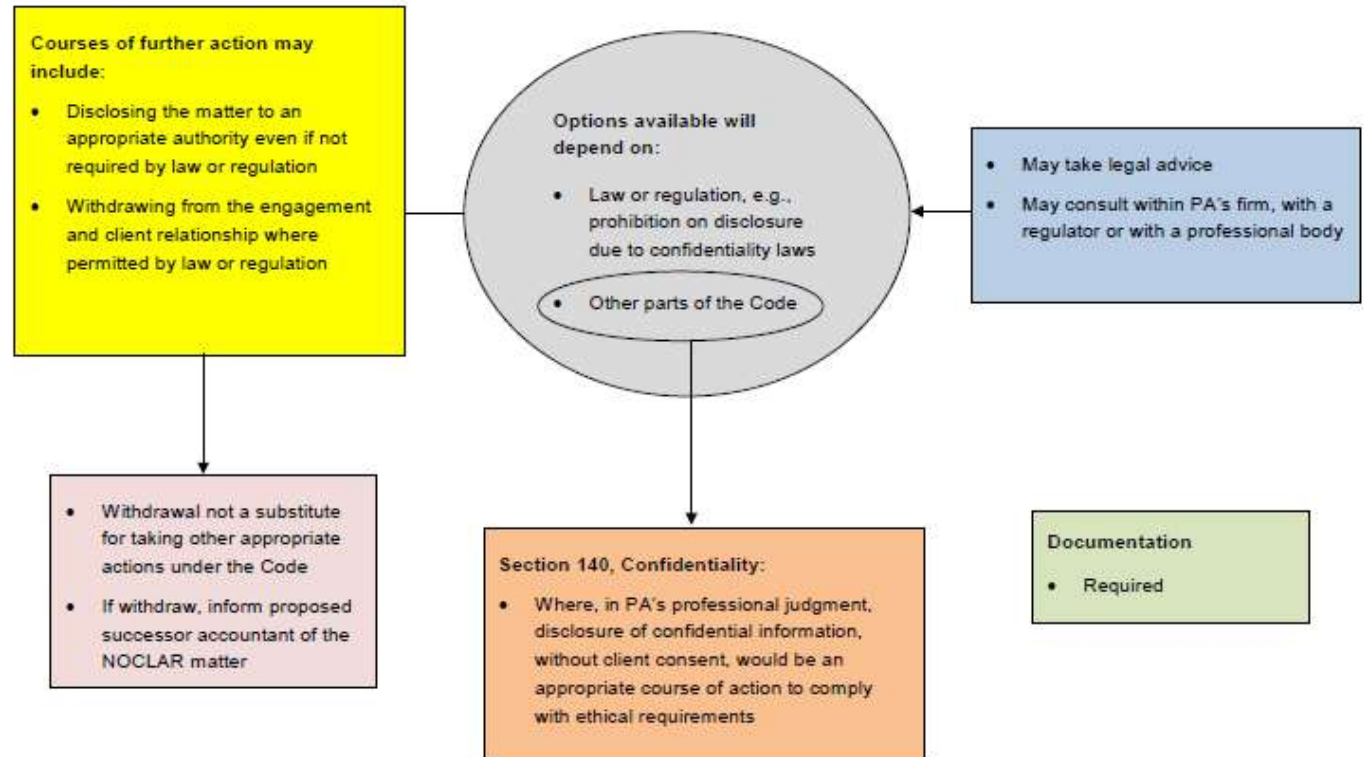 Courses of further action may
include:
• Disclosing the matter to an
appropriate authority even if not
required by law or regulation
• Withdrawing from the engagement
and client relationship where
permitted by law or regulation
Options available will
depend on:
• Law or regulation, e.g.,
prohibition on disclosure
due to confidentiality laws
• Other parts of the Code
• May take legal advice
• May consult within PA's firm, with a
regulator or with a professional body
• Withdrawal not a substitute
for taking other appropriate
actions under the Code
• If withdraw, inform proposed
successor accountant of the
NOCLAR matter
Section 140, Confidentiality:
• Where, in PA's professional judgment,
disclosure of confidential information,
without client consent, would be an
appropriate course of action to comply
with ethical requirements
Documentation
• Required